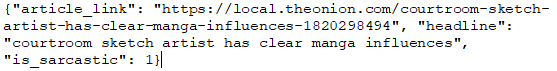 {"article_link": "https://local.theonion.com/courtroom-sketch-
artist-has-clear-manga-influences-1820298494", "headline":
"courtroom sketch artist has clear manga influences",
"is_sarcastic": 1}